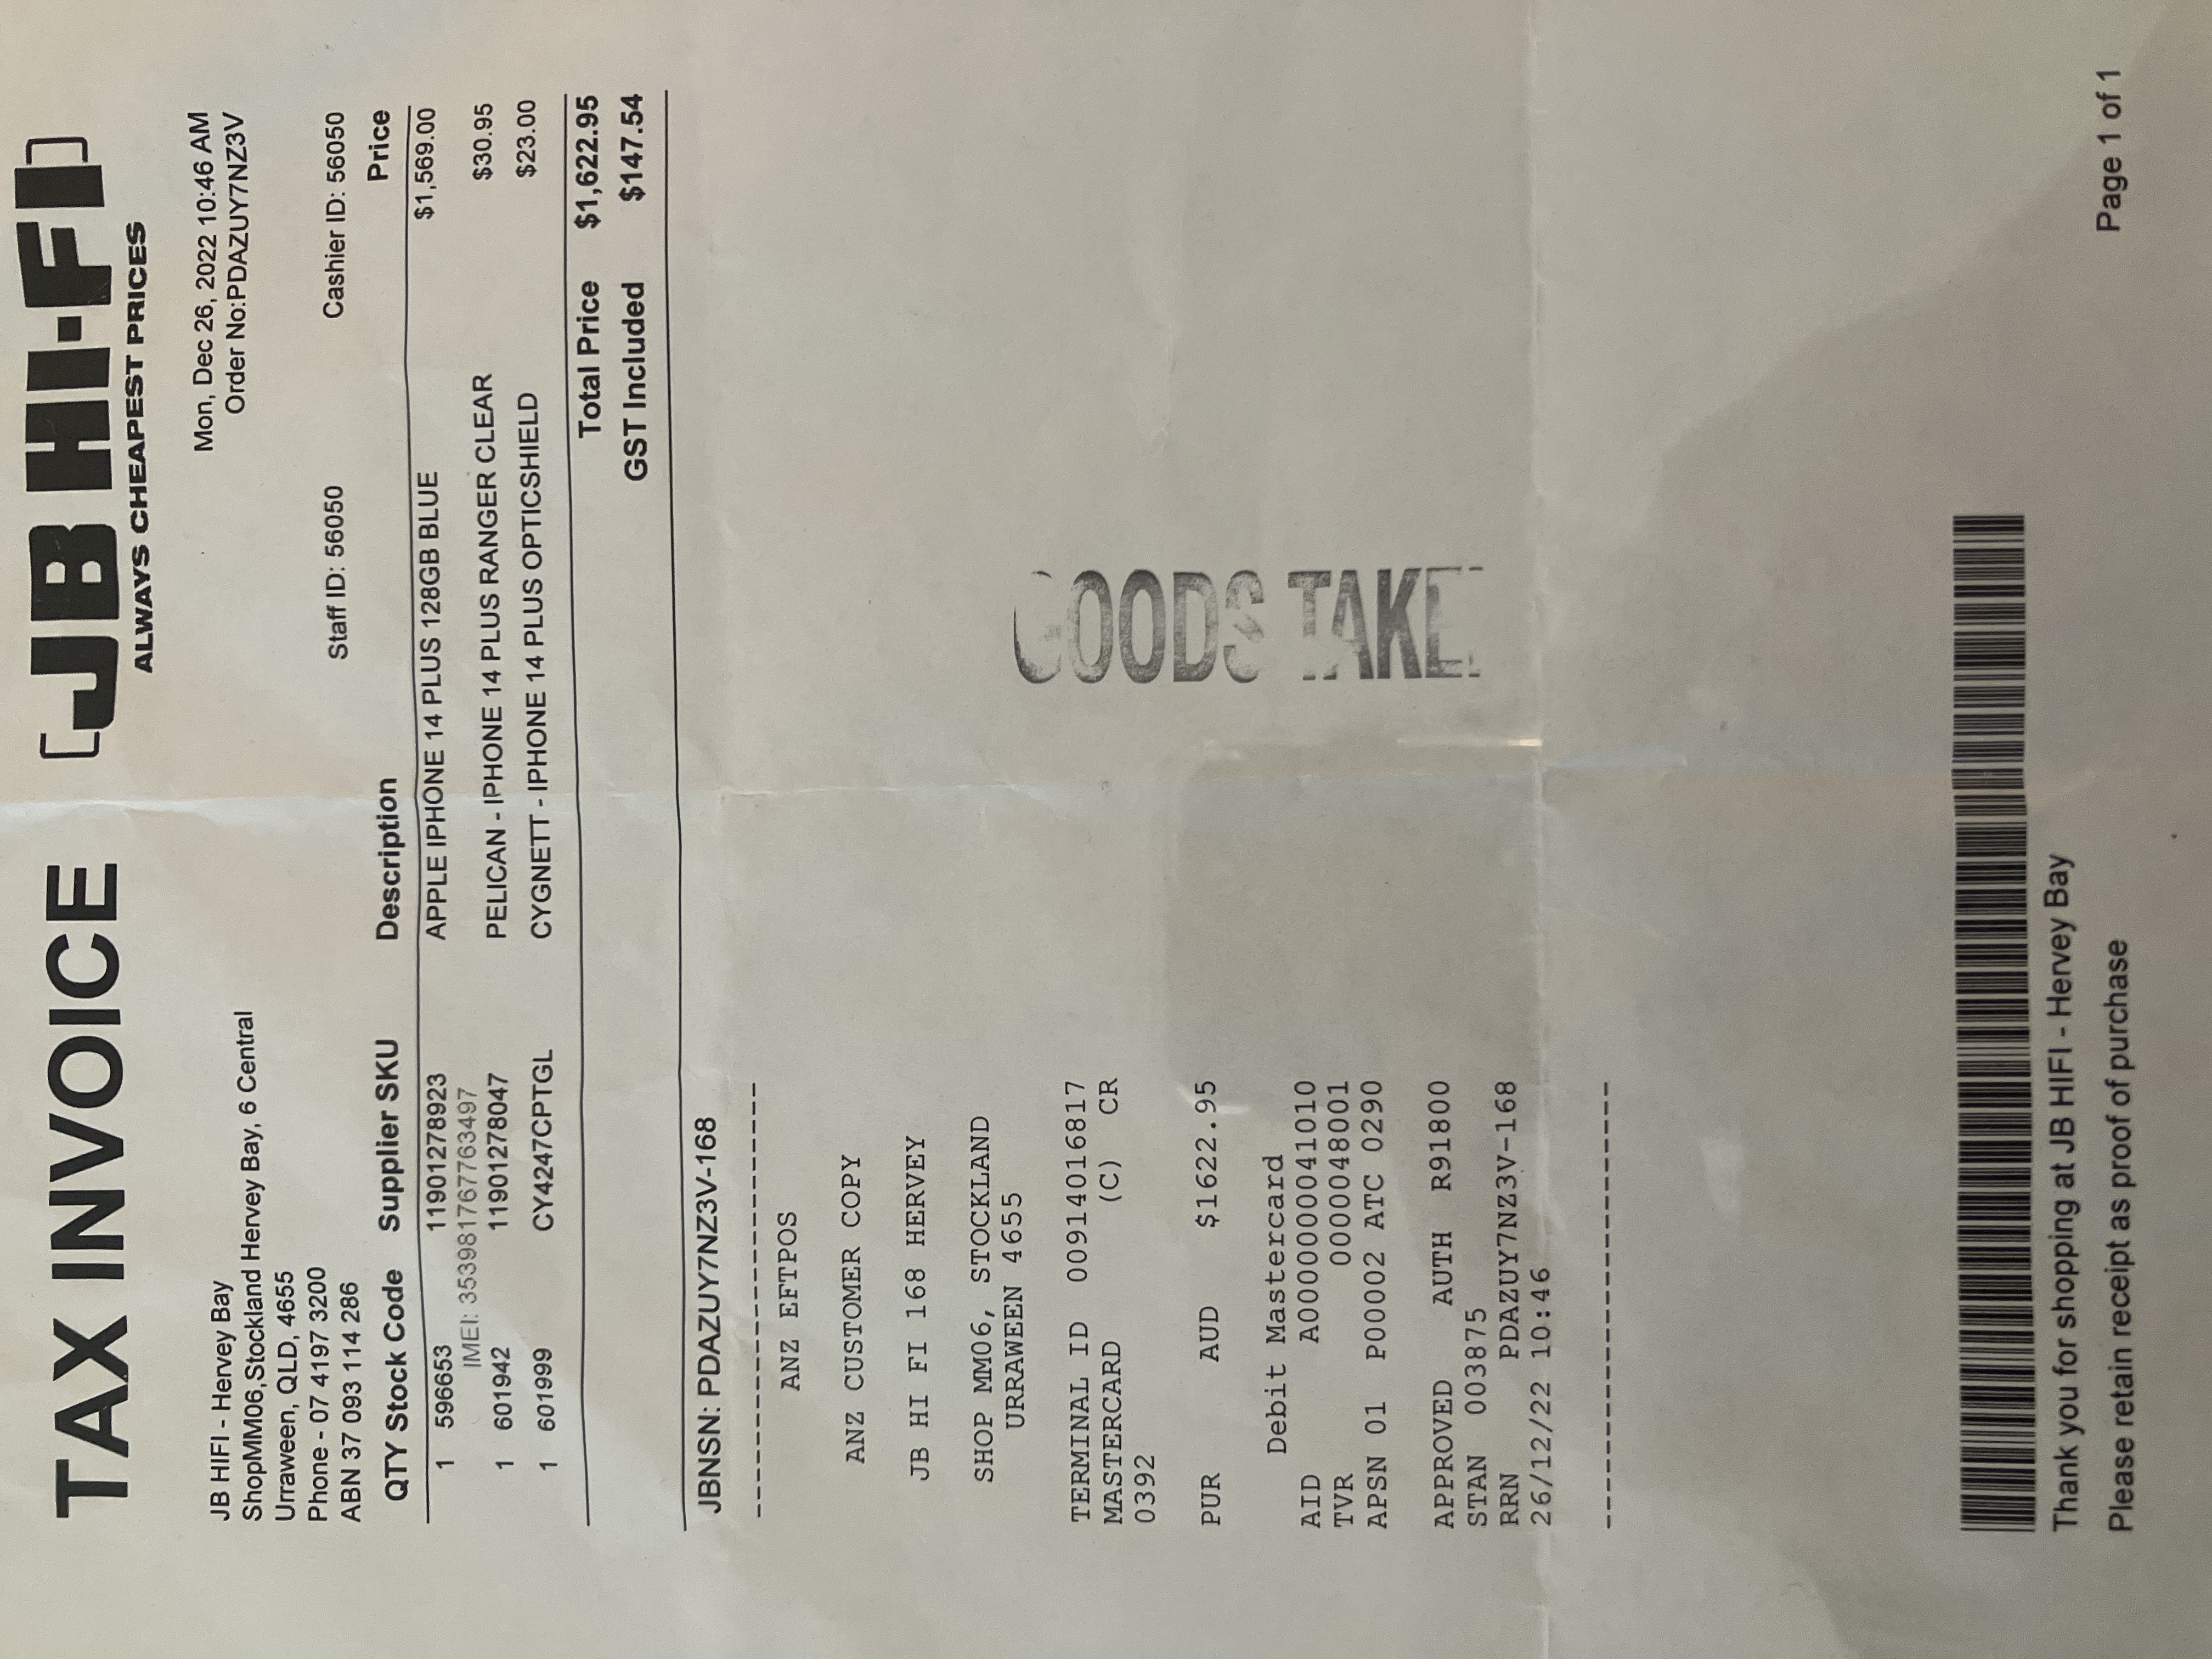 TAX INVOICE
JB HI-FI
ALWAYS CHEAPEST PRICES
JB HIFI - Hervey Bay
ShopMM06,Stockland Hervey Bay, 6 Central
Urraween, QLD, 4655
Phone - 07 4197 3200
ABN 37 093 114 286
Mon, Dec 26, 2022 10:46 AM
Order No:PDAZUY7NZ3V
Staff ID: 56050 Cashier ID: 56050
QTY Stock Code Supplier SKU Description Price
1 596653 11901278923 APPLE IPHONE 14 PLUS 128GB BLUE $1,569.00
IMEI: 353981767763497
1 601942 11901278047 PELICAN - IPHONE 14 PLUS RANGER CLEAR $30.95
1 601999 CY4247CPTGL CYGNETT - IPHONE 14 PLUS OPTICSHIELD $23.00
Total Price $1,622.95
GST Included $147.54
JBNSN: PDAZUY7NZ3V-168
------------------------
ANZ EFTPOS
ANZ CUSTOMER COPY
JB HI FI 168 HERVEY
SHOP MM06, STOCKLAND
URRAWEEN 4655
TERMINAL ID 00914016817
MASTERCARD (C) CR
0392
PUR AUD $1622.95
Debit Mastercard
AID A0000000041010
TVR 0000048001
APSN 01 P00002 ATC 0290
APPROVED AUTH R91800
STAN 003875
RRN PDAZUY7NZ3V-168
26/12/22 10:46
------------------------
GOODS TAKE
Thank you for shopping at JB HIFI - Hervey Bay
Please retain receipt as proof of purchase
Page 1 of 1